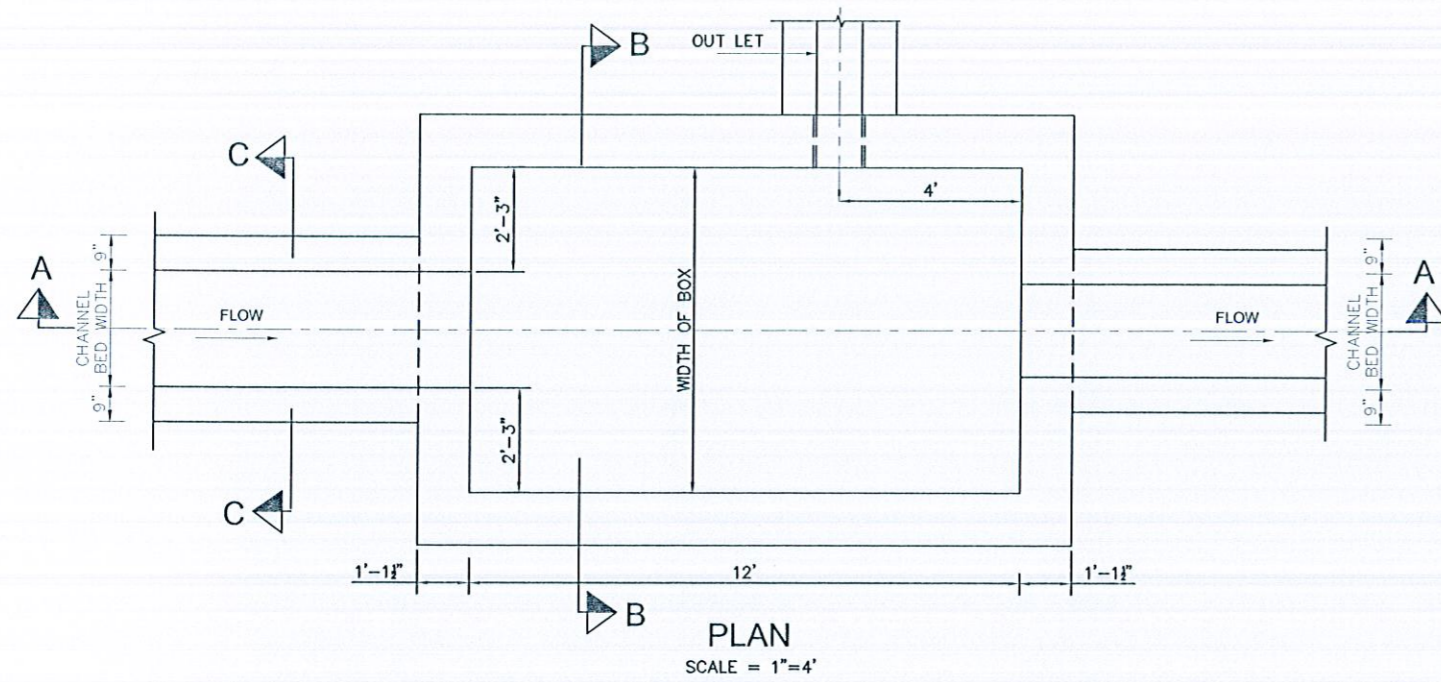 B
OUT LET
C
4'
2'-3"
A
9"
CHANNEL
BED WIDTH
9"
FLOW
WIDTH OF BOX
FLOW
9"
CHANNEL
BED WIDTH
9"
A
2'-3"
C
1'-1½"
12'
1'-1½"
B
PLAN
SCALE = 1"=4'